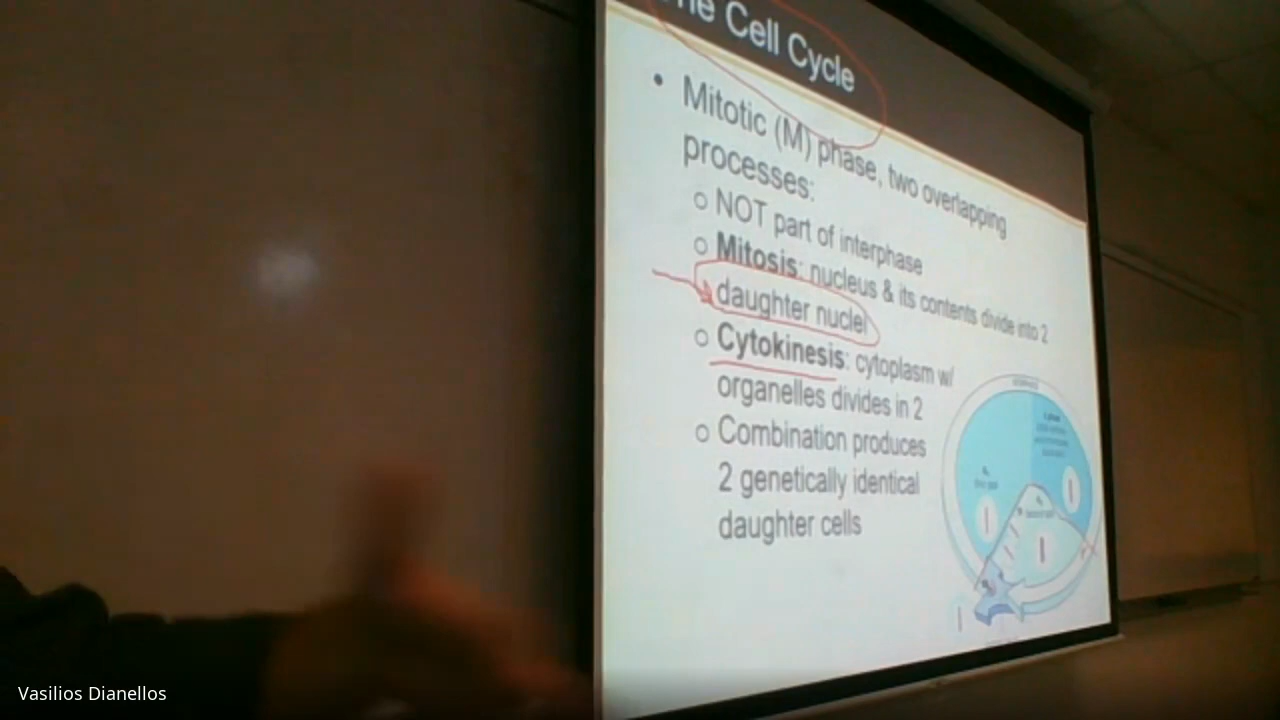 The Cell Cycle
• Mitotic (M) phase, two overlapping
processes:
○ NOT part of interphase
○ Mitosis: nucleus & its contents divide into 2
daughter nuclei
○ Cytokinesis: cytoplasm w/
organelles divides in 2
○ Combination produces
2 genetically identical
daughter cells
Vasilios Dianellos